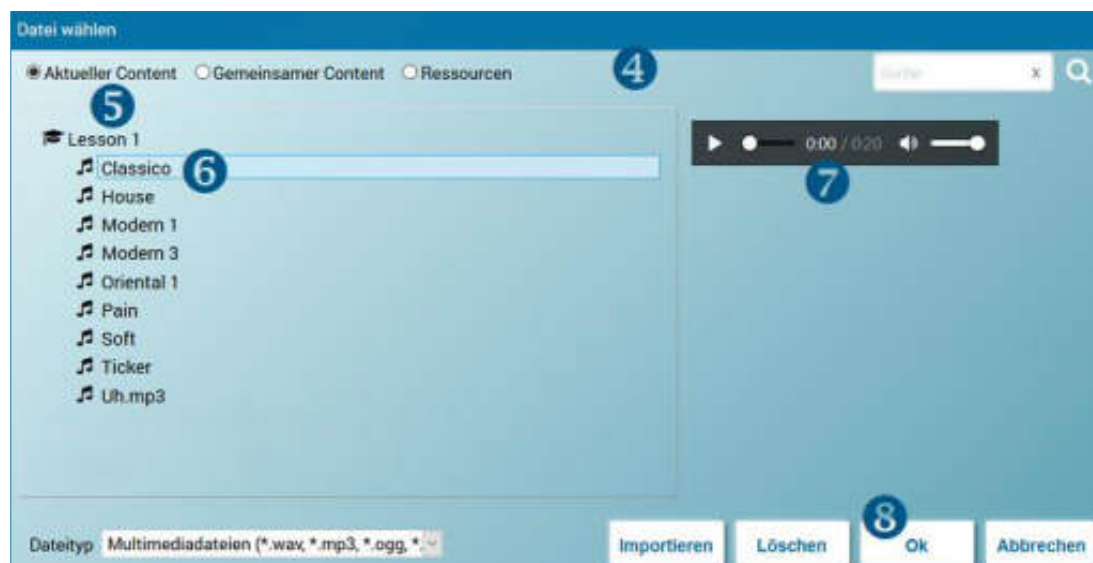 Datei wählen
Aktueller Content Gemeinsamer Content Ressourcen 4 Suche x
5
Lesson 1
0:00 / 0:20
Classico 6
7
House
Modern 1
Modern 3
Oriental 1
Pain
Soft
Ticker
Uh.mp3
8
Dateityp Multimediadateien (*.wav, *.mp3, *.ogg, *. Importieren Löschen Ok Abbrechen